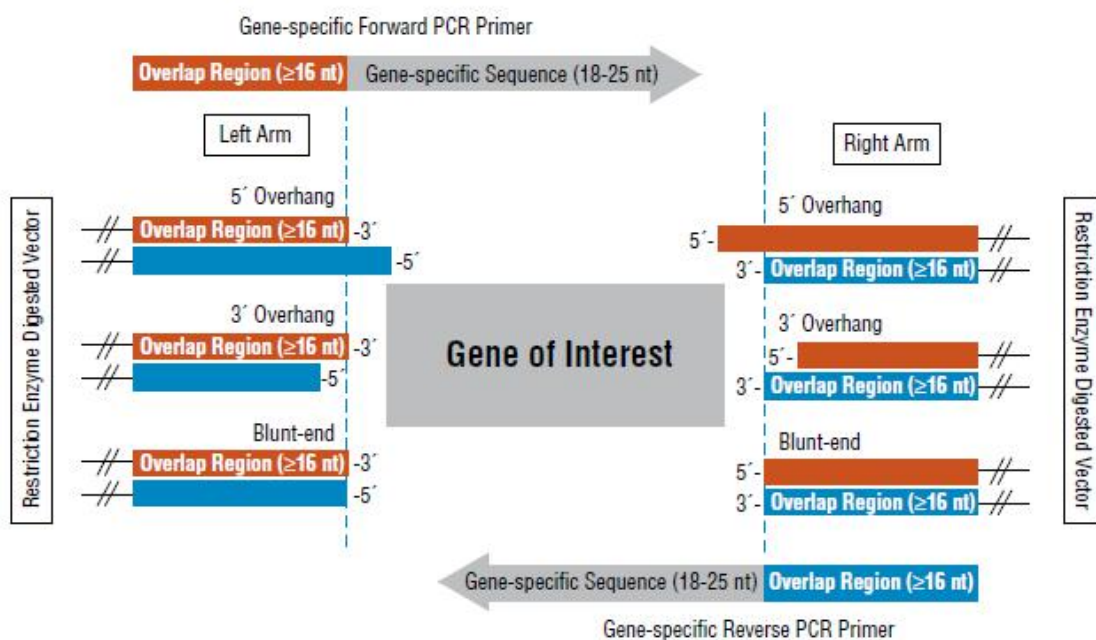 Gene-specific Forward PCR Primer
Overlap Region (≥16 nt) Gene-specific Sequence (18-25 nt)
Left Arm
Right Arm
Restriction Enzyme Digested Vector
5´ Overhang
Overlap Region (≥16 nt) -3´
-5´
3´ Overhang
Overlap Region (≥16 nt) -3´
-5´
Blunt-end
Overlap Region (≥16 nt) -3´
-5´
Gene of Interest
5´ Overhang
5´-
3´- Overlap Region (≥16 nt)
3´ Overhang
5´-
3´- Overlap Region (≥16 nt)
Blunt-end
5´-
3´- Overlap Region (≥16 nt)
Restriction Enzyme Digested Vector
Gene-specific Sequence (18-25 nt) Overlap Region (≥16 nt)
Gene-specific Reverse PCR Primer